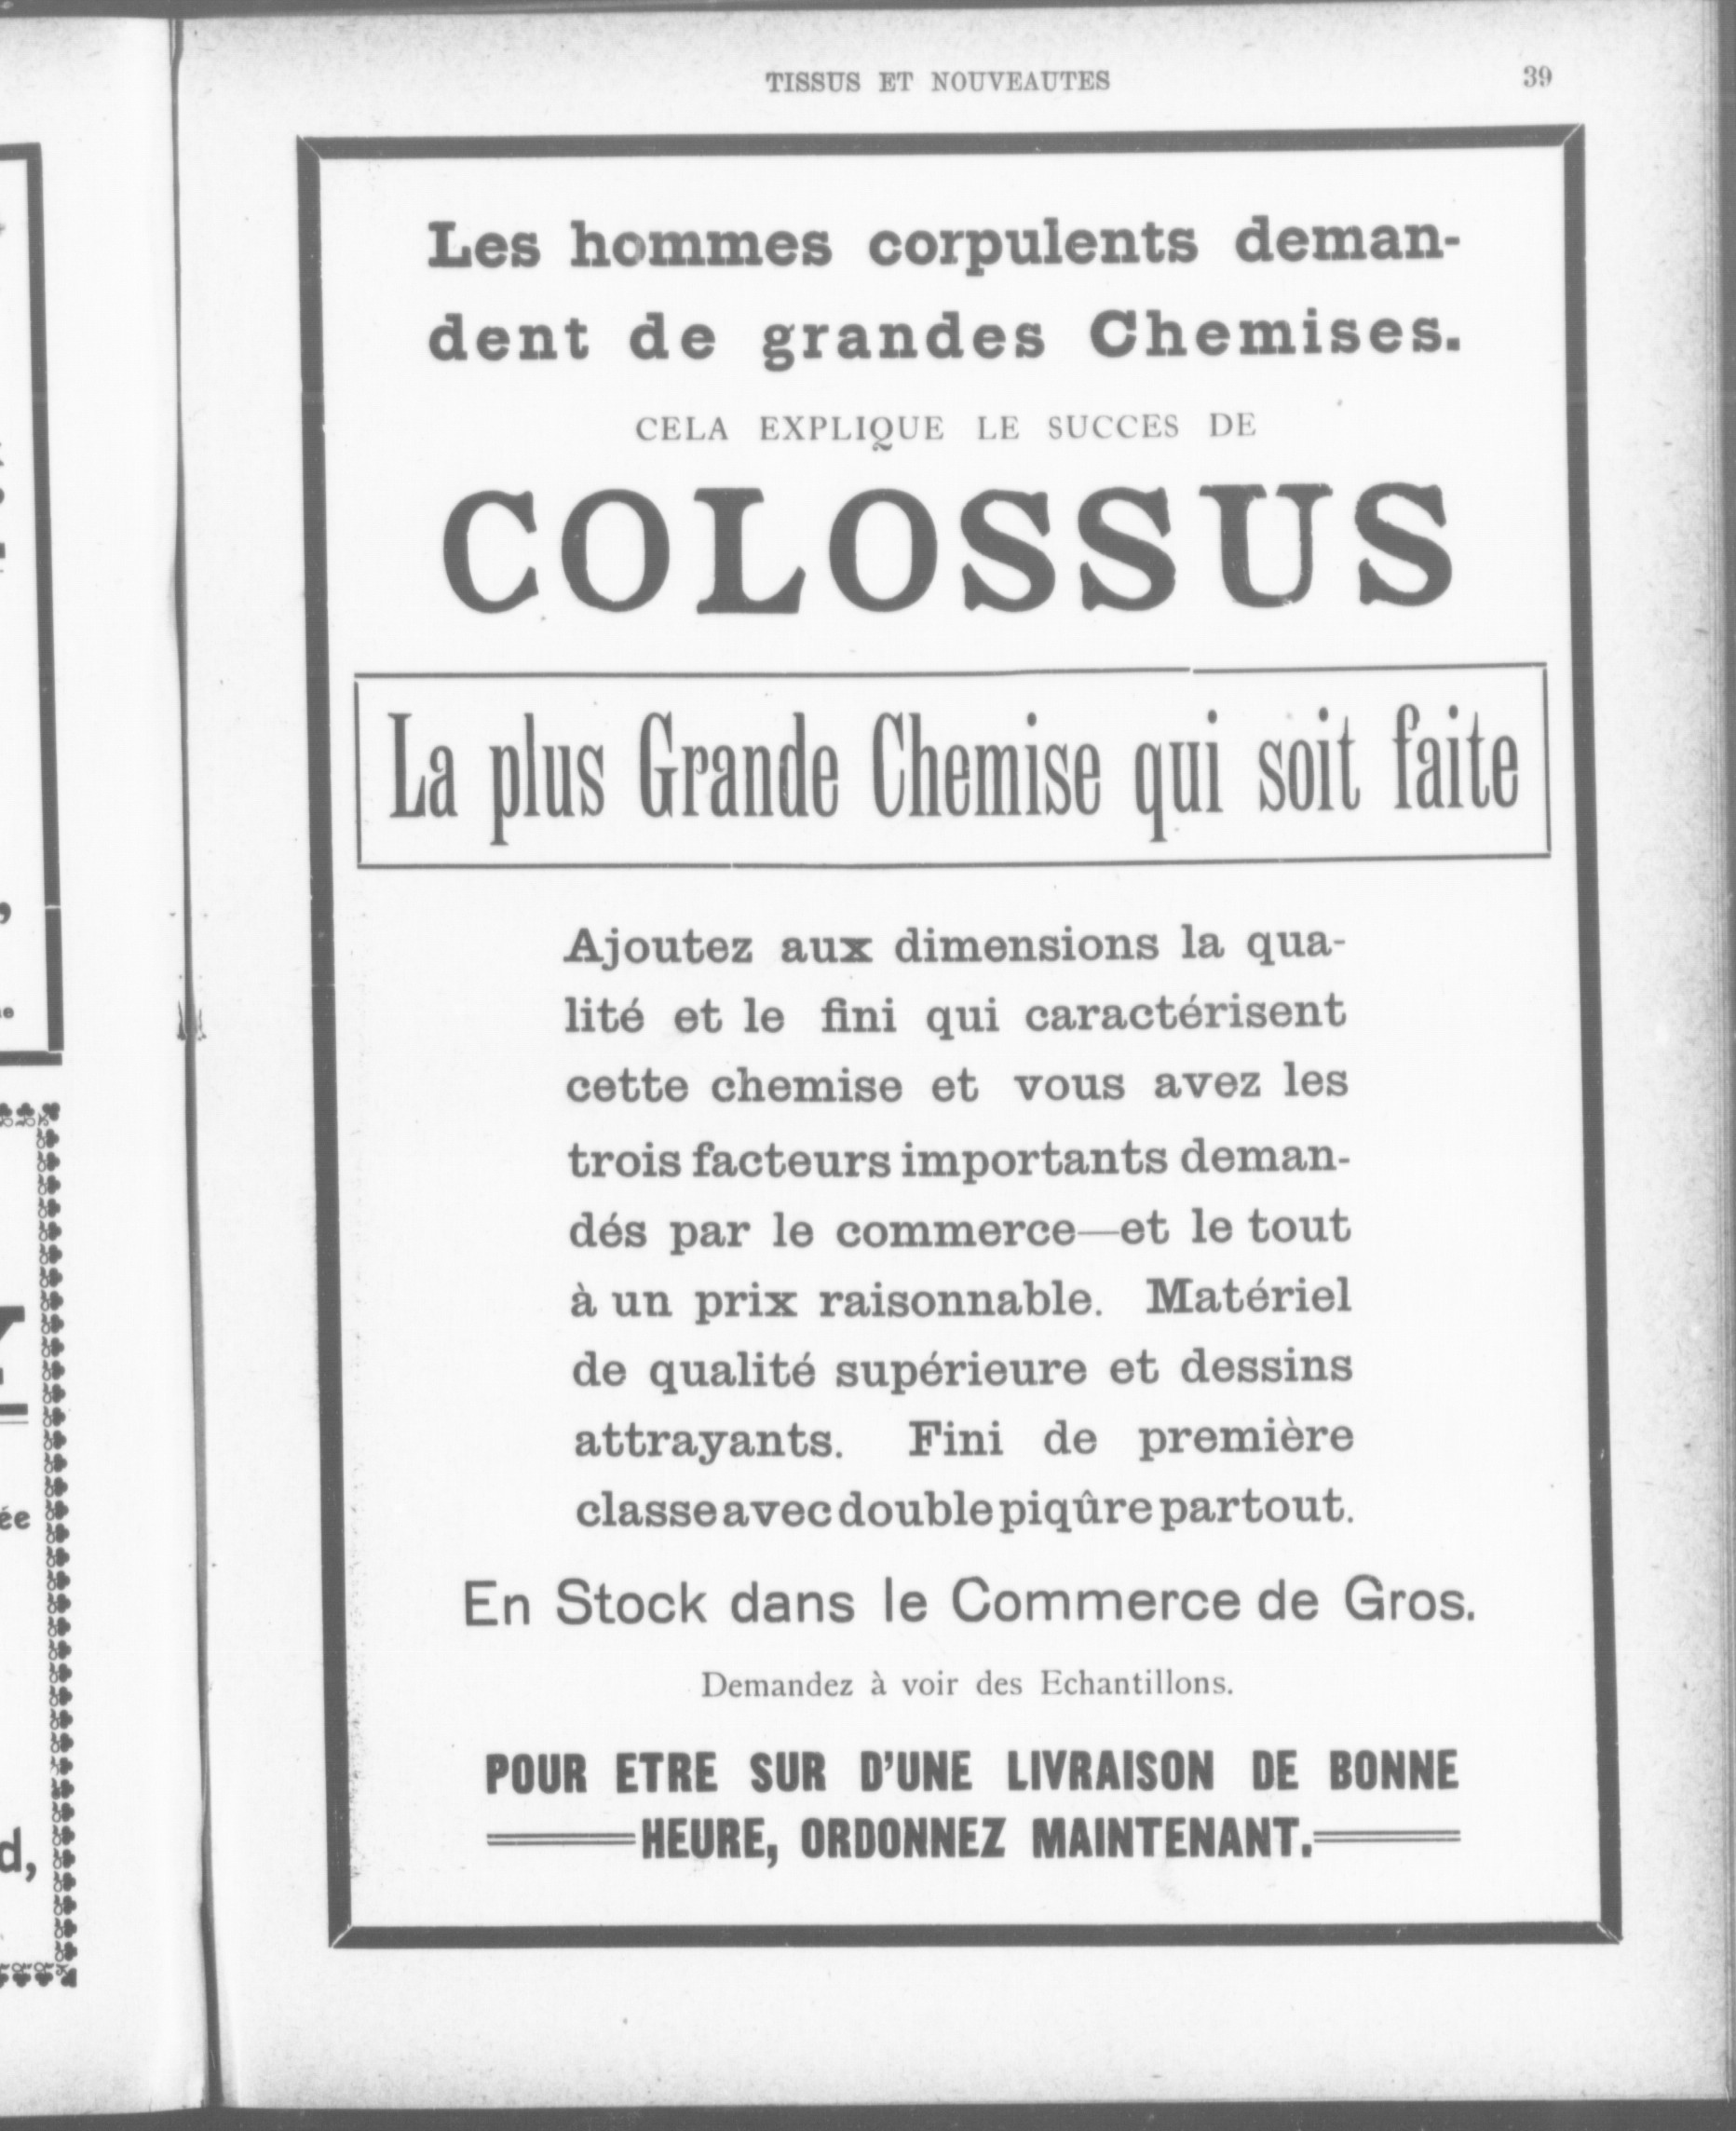 TISSUS ET NOUVEAUTES
39
Les hommes corpulents deman-
dent de grandes Chemises.
CELA EXPLIQUE LE SUCCES DE
COLOSSUS
La plus Grande Chemise qui soit faite
Ajoutez aux dimensions la qua-
lité et le fini qui caractérisent
cette chemise et vous avez les
trois facteurs importants deman-
dés par le commerce—et le tout
à un prix raisonnable. Matériel
de qualité supérieure et dessins
attrayants. Fini de première
classe avec double piqûre partout.
En Stock dans le Commerce de Gros.
Demandez à voir des Echantillons.
POUR ETRE SUR D'UNE LIVRAISON DE BONNE
HEURE, ORDONNEZ MAINTENANT.